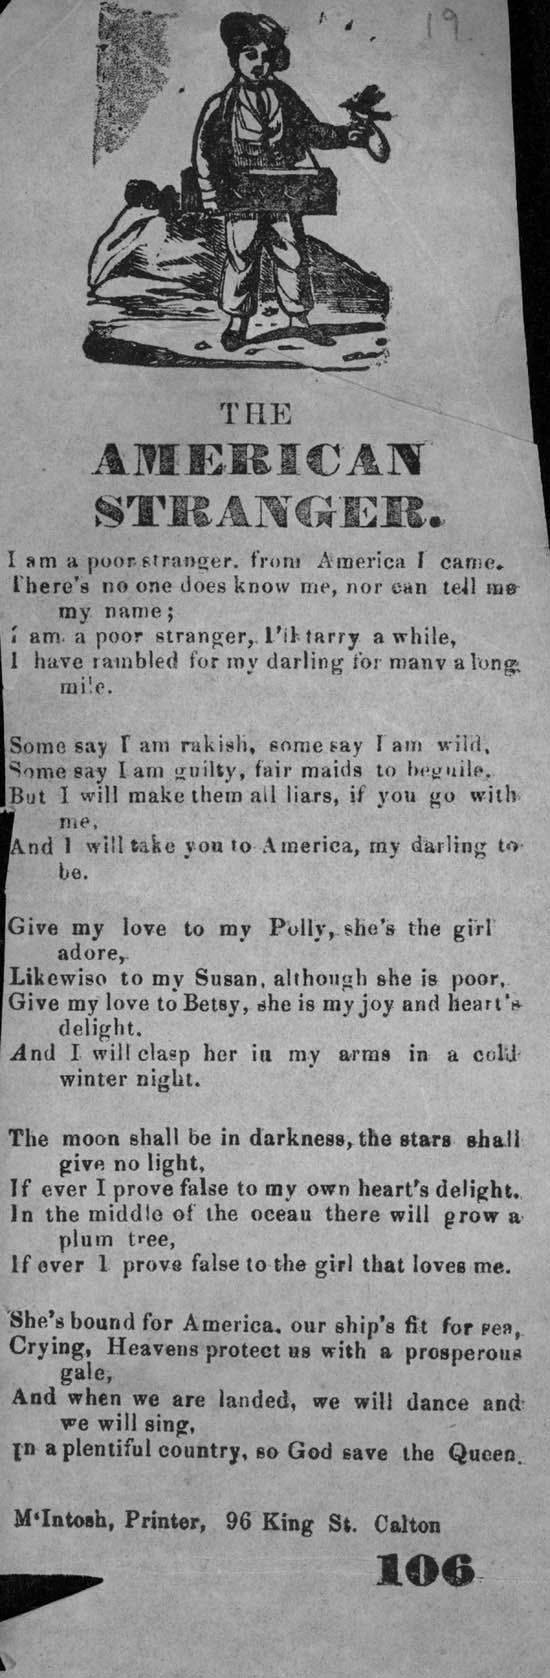 19
THE
AMERICAN
STRANGER.
I am a poor stranger. from America I came.
There's no one does know me, nor can tell me
my name;
I am a poor stranger, I'll tarry a while,
I have rambled for my darling for many a long
mile.
Some say I am rakish, some say I am wild,
Some say I am guilty, fair maids to beguile.
But I will make them all liars, if you go with
me,
And I will take you to America, my darling to
be.
Give my love to my Polly, she's the girl
adore,
Likewise to my Susan, although she is poor,
Give my love to Betsy, she is my joy and heart's
delight.
And I will clasp her in my arms in a cold
winter night.
The moon shall be in darkness, the stars shall
give no light,
If ever I prove false to my own heart's delight.
In the middle of the ocean there will grow a
plum tree,
If ever I prove false to the girl that loves me.
She's bound for America. our ship's fit for sea,
Crying, Heavens protect us with a prosperous
gale,
And when we are landed, we will dance and
we will sing,
In a plentiful country, so God save the Queen.
M'Intosh, Printer, 96 King St. Calton
106